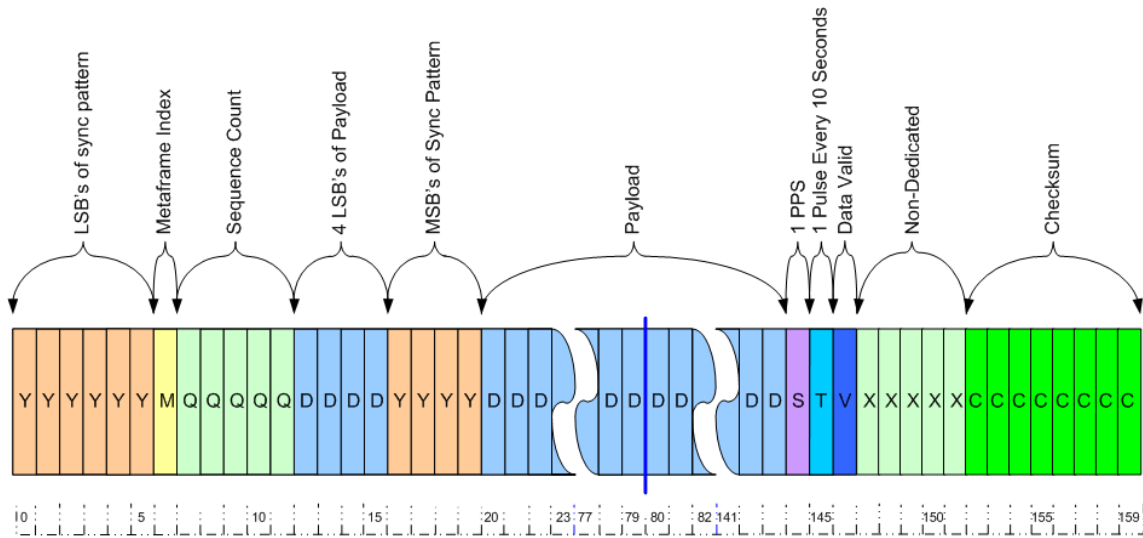 LSB's of sync pattern
Metaframe Index
Sequence Count
4 LSB's of Payload
MSB's of Sync Pattern
Payload
1 PPS
1 Pulse Every 10 Seconds
Data Valid
Non-Dedicated
Checksum
Y Y Y Y Y Y M Q Q Q Q Q D D D D Y Y Y Y D D D D D D D D D S T V X X X X X C C C C C C C C
0 5 10 15 20 23 77 79 80 82 141 145 150 155 159